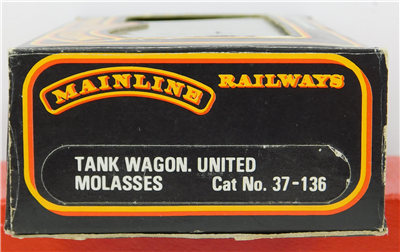 MAINLINE RAILWAYS
TANK WAGON. UNITED
MOLASSES Cat No. 37-136